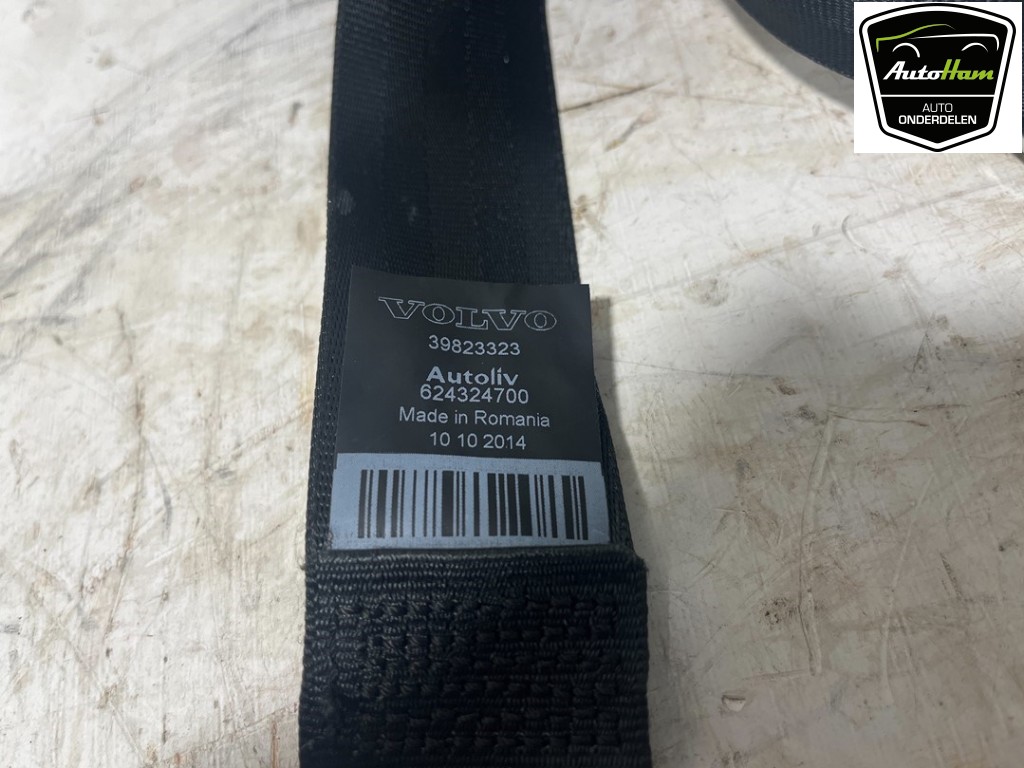 AutoHam
AUTO
ONDERDELEN
VOLVO
39823323
Autoliv
624324700
Made in Romania
10 10 2014